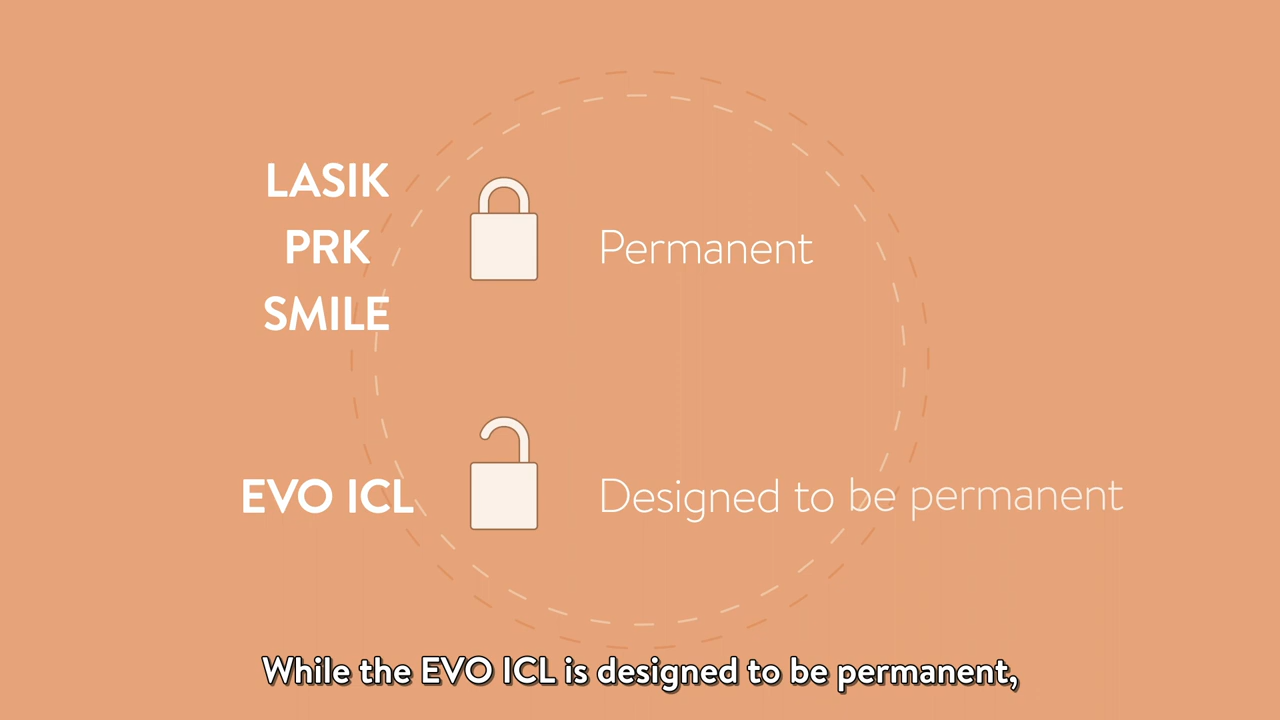 LASIK
PRK
SMILE
Permanent
EVO ICL
Designed to be permanent
While the EVO ICL is designed to be permanent,